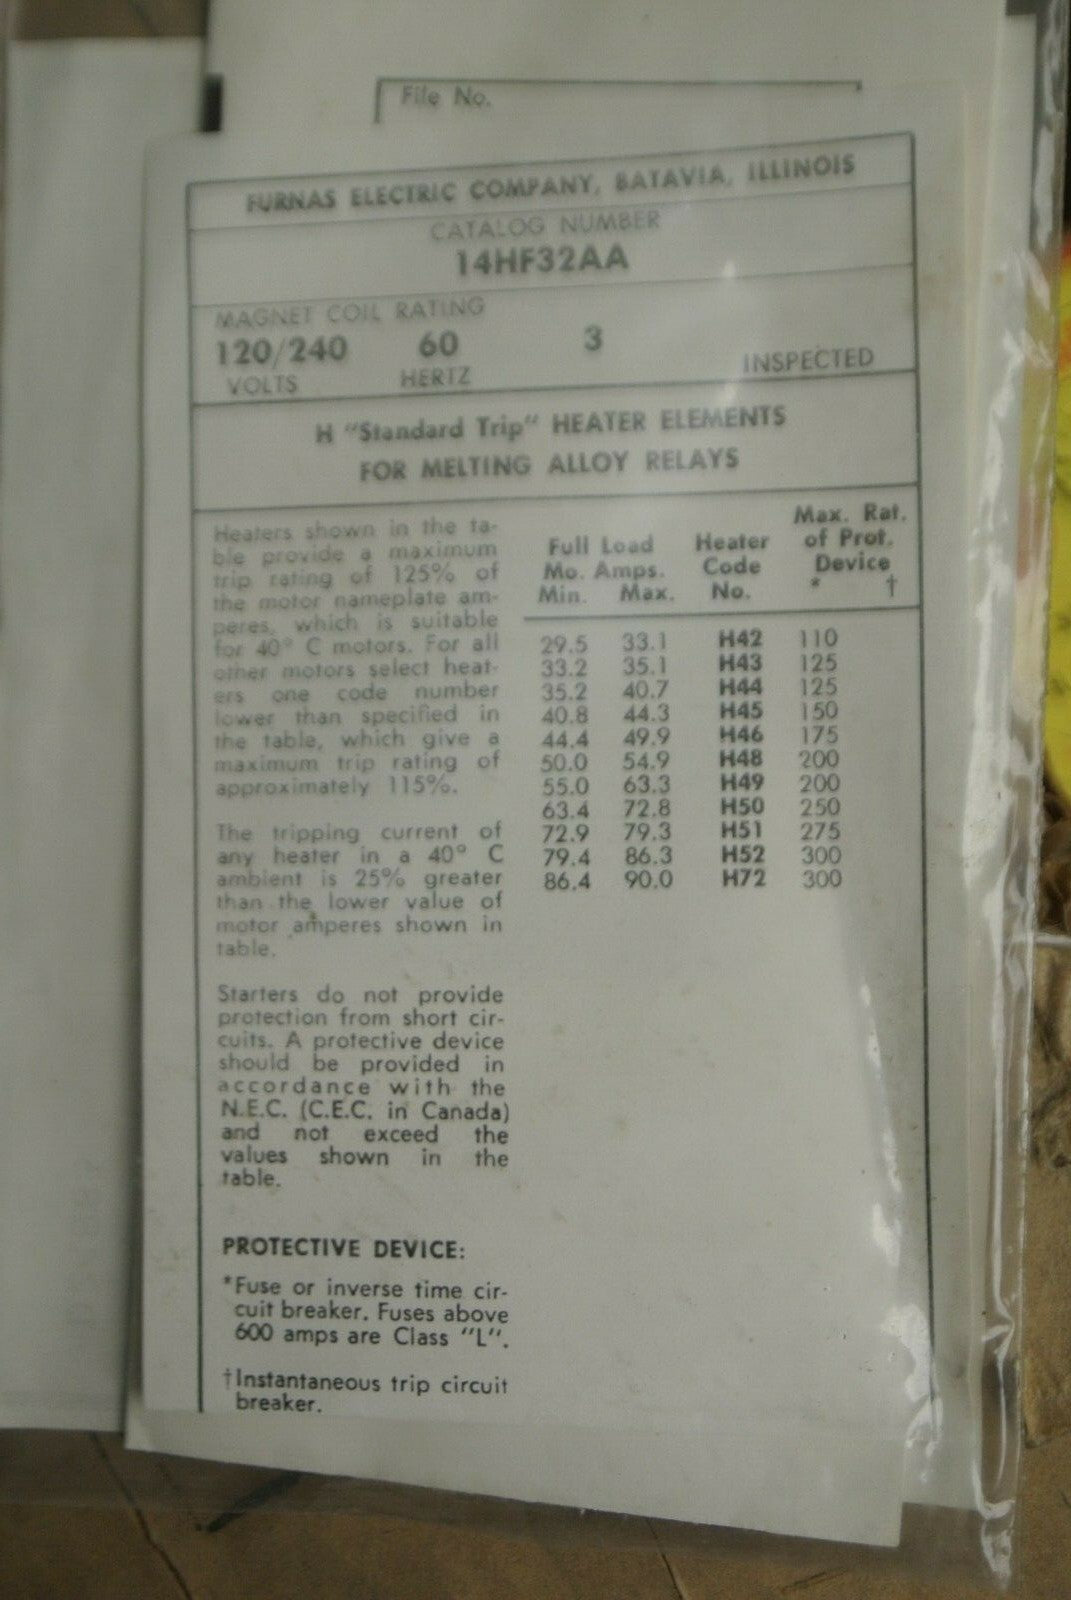 File No.
FURNAS ELECTRIC COMPANY, BATAVIA, ILLINOIS
CATALOG NUMBER
14HF32AA
MAGNET COIL RATING
120/240 60 3
VOLTS HERTZ INSPECTED
H "Standard Trip" HEATER ELEMENTS
FOR MELTING ALLOY RELAYS
Heaters shown in the ta-
ble provide a maximum
trip rating of 125% of
the motor nameplate am-
peres, which is suitable
for 40° C motors. For all
other motors select heat-
ers one code number
lower than specified in
the table, which give a
maximum trip rating of
approximately 115%.
The tripping current of
any heater in a 40° C
ambient is 25% greater
than the lower value of
motor amperes shown in
table.
Starters do not provide
protection from short cir-
cuits. A protective device
should be provided in
accordance with the
N.E.C. (C.E.C. in Canada)
and not exceed the
values shown in the
table.
PROTECTIVE DEVICE:
*Fuse or inverse time cir-
cuit breaker. Fuses above
600 amps are Class "L".
†Instantaneous trip circuit
breaker.
Max. Rat.
Full Load Heater of Prot.
Mo. Amps. Code Device
Min. Max. No. * †
29.5 33.1 H42 110
33.2 35.1 H43 125
35.2 40.7 H44 125
40.8 44.3 H45 150
44.4 49.9 H46 175
50.0 54.9 H48 200
55.0 63.3 H49 200
63.4 72.8 H50 250
72.9 79.3 H51 275
79.4 86.3 H52 300
86.4 90.0 H72 300